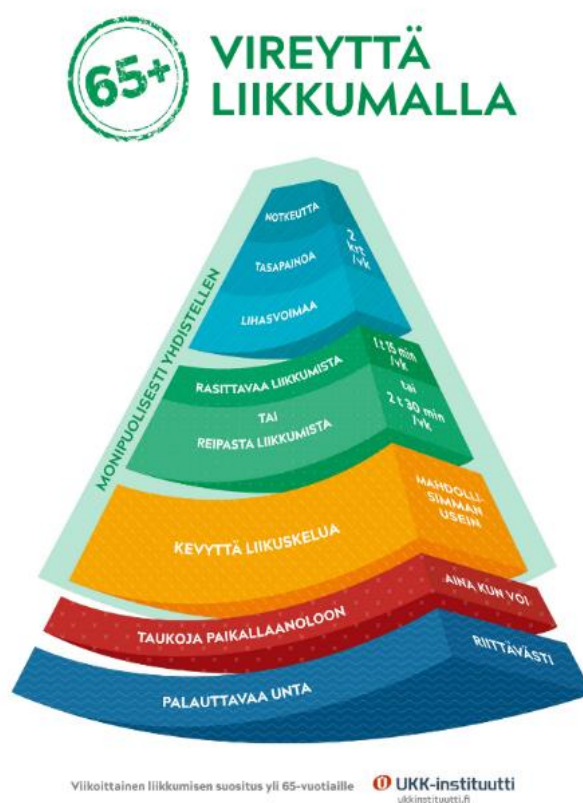 65+
VIREYTTÄ
LIIKKUMALLA
MONIPUOLISESTI YHDISTELLEN
NOTKEUTTA
TASAPAINOA
LIHASVOIMAA
2
krt
/vk
RASITTAVAA LIIKKUMISTA
1 t 15 min
/vk
TAI
REIPASTA LIIKKUMISTA
tai
2 t 30 min
/vk
KEVYTTÄ LIIKUSKELUA
MAHDOLLI-
SIMMAN
USEIN
TAUKOJA PAIKALLAANOLOON
AINA KUN VOI
PALAUTTAVAA UNTA
RIITTÄVÄSTI
Viikoittainen liikkumisen suositus yli 65-vuotiaille
UKK-instituutti
ukkinstituutti.fi